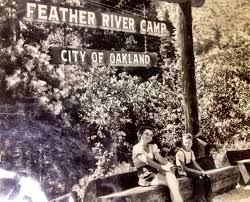 FEATHER RIVER CAMP
CITY OF OAKLAND